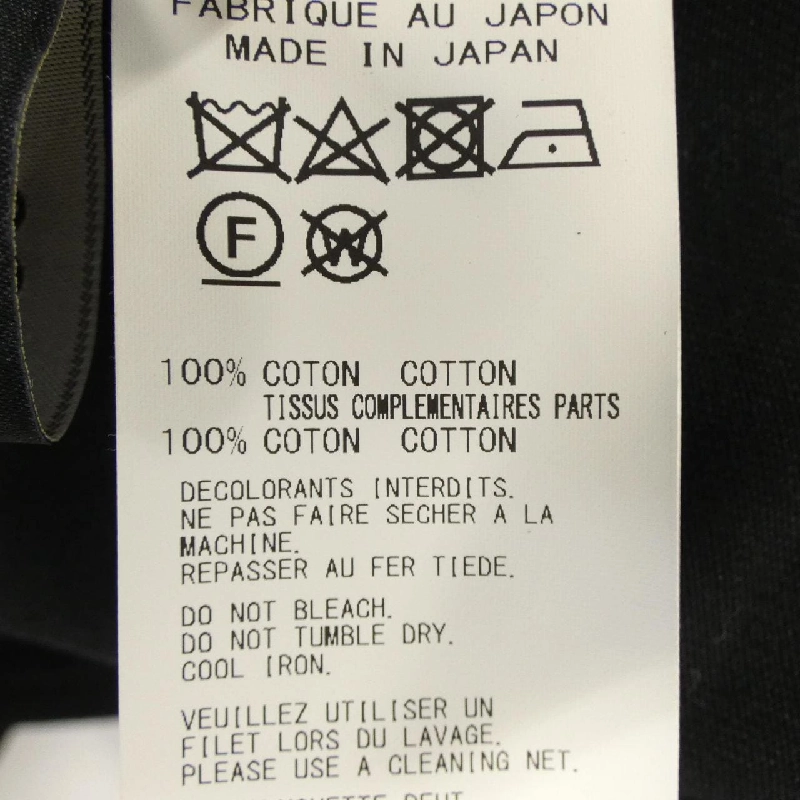 FABRIQUE AU JAPON
MADE IN JAPAN
F W
100% COTON COTTON
TISSUS COMPLEMENTAIRES PARTS
100% COTON COTTON
DECOLORANTS INTERDITS.
NE PAS FAIRE SECHER A LA
MACHINE.
REPASSER AU FER TIEDE.
DO NOT BLEACH.
DO NOT TUMBLE DRY.
COOL IRON.
VEUILLEZ UTILISER UN
FILET LORS DU LAVAGE.
PLEASE USE A CLEANING NET.